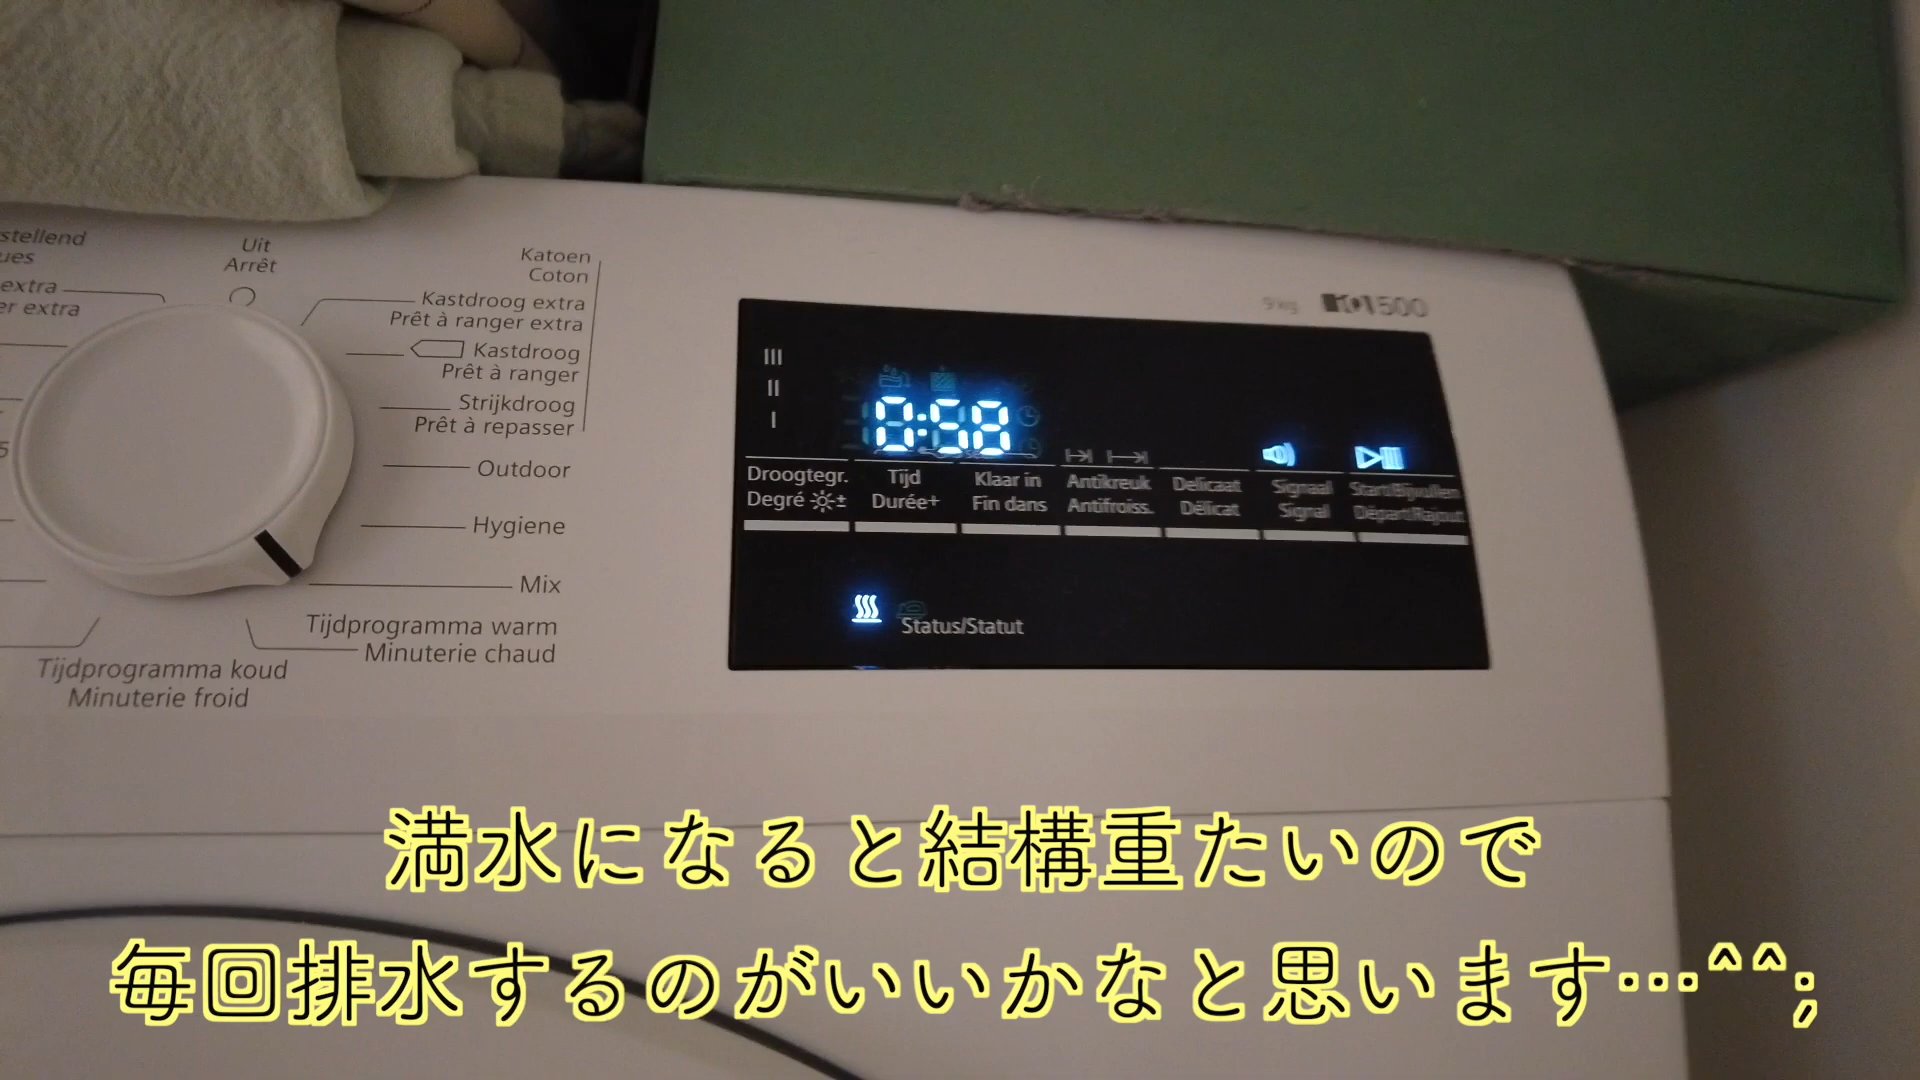 stellend
ues
extra
er extra
Uit
Arrêt
Katoen
Coton
Kastdroog extra
Prêt à ranger extra
Kastdroog
Prêt à ranger
Strijkdroog
Prêt à repasser
Outdoor
Hygiene
Mix
Tijdprogramma warm
Minuterie chaud
Tijdprogramma koud
Minuterie froid
9 kg
iQ500
III
II
I
0:58
Droogtegr.
Degré ±
Tijd
Durée+
Klaar in
Fin dans
Antikreuk
Antifroiss.
Delicaat
Délicat
Signaal
Signal
Start/Bijvullen
Départ/Rajout
Status/Statut
満水になると結構重たいので
毎回排水するのがいいかなと思います…^^;